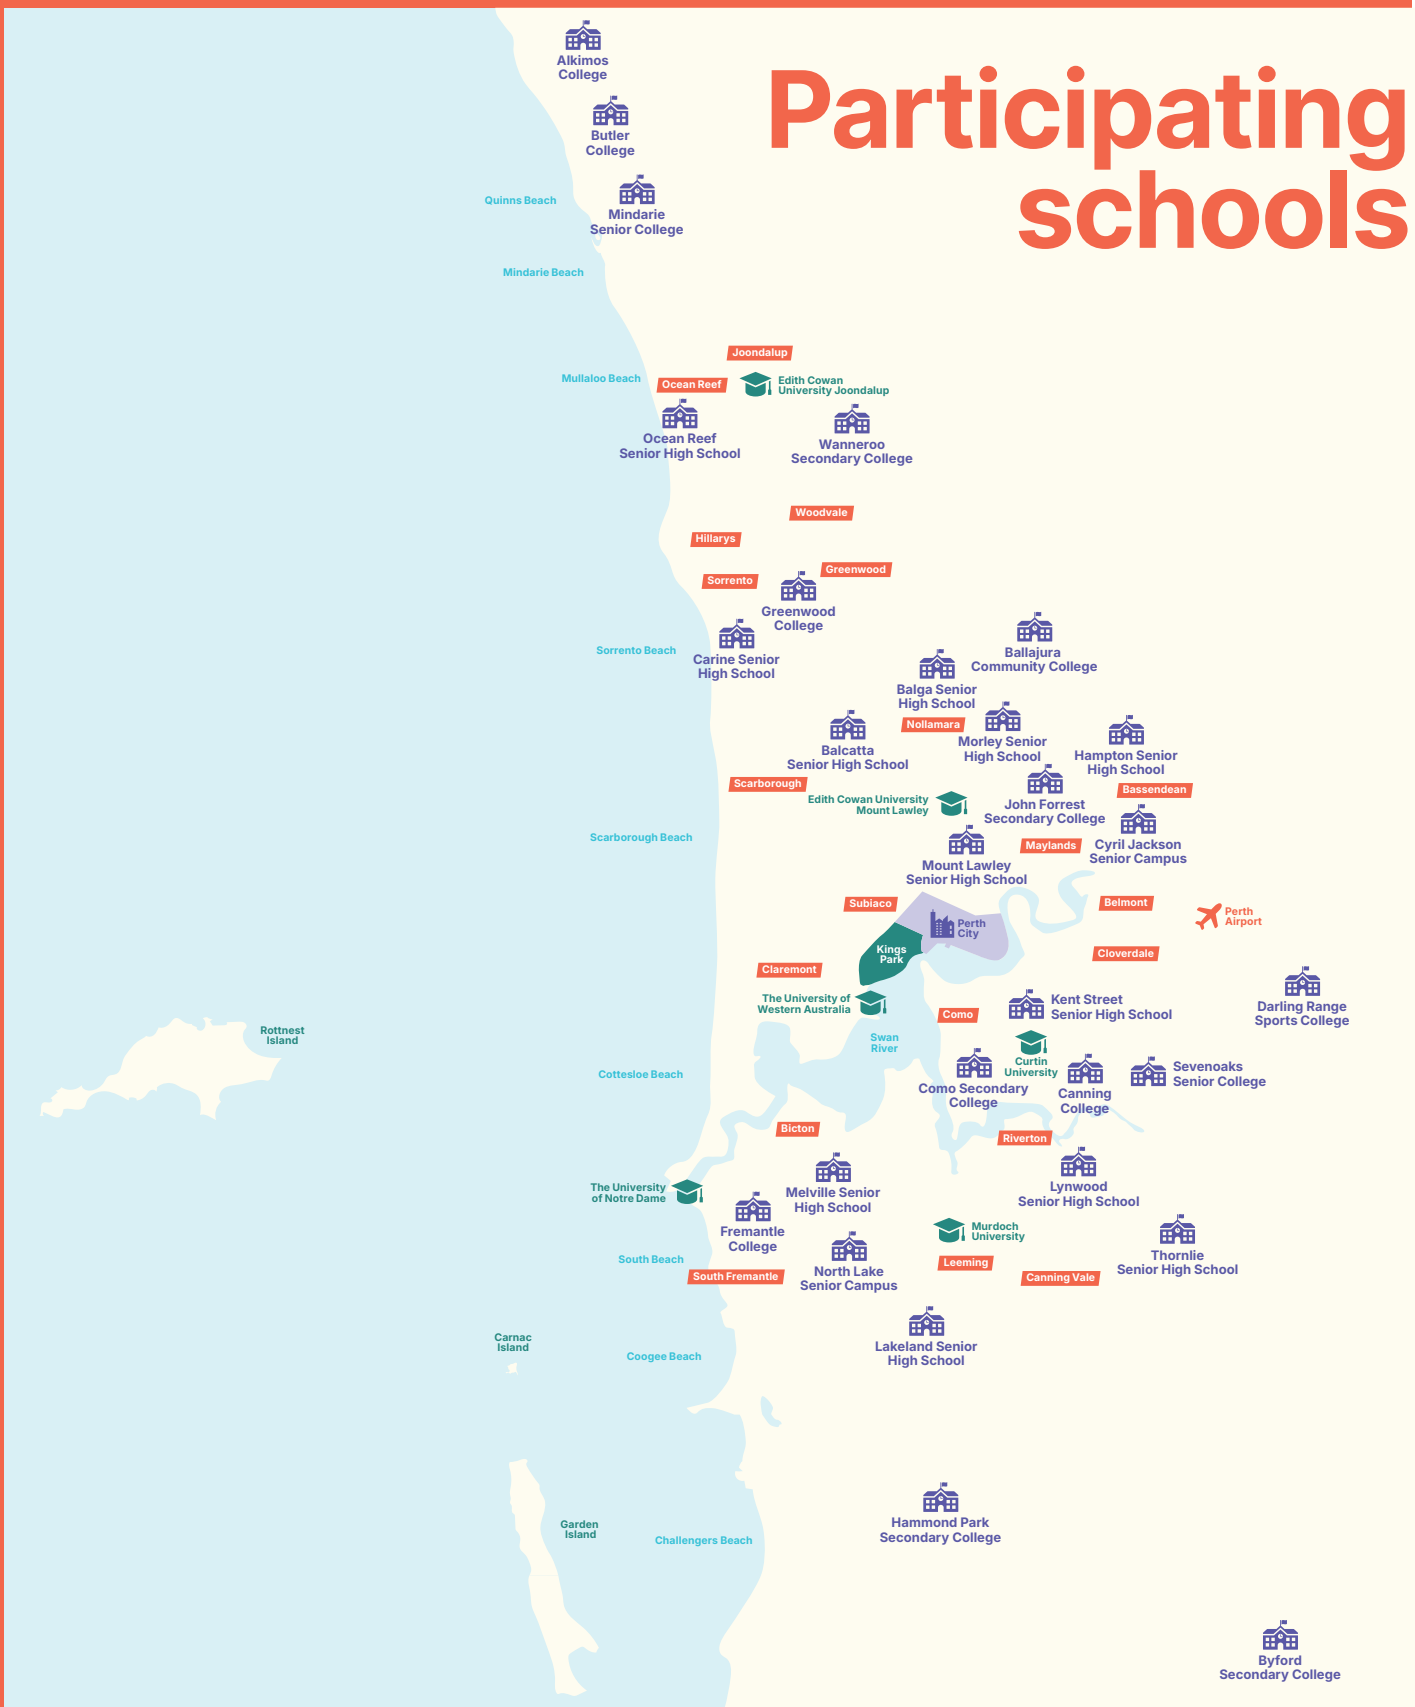 Participating
schools
Alkimos
College
Butler
College
Quinns Beach
Mindarie
Senior College
Mindarie Beach
Joondalup
Mullaloo Beach
Ocean Reef
Edith Cowan
University Joondalup
Ocean Reef
Senior High School
Wanneroo
Secondary College
Woodvale
Hillarys
Greenwood
Sorrento
Greenwood
College
Sorrento Beach
Carine Senior
High School
Ballajura
Community College
Balga Senior
High School
Nollamara
Balcatta
Senior High School
Morley Senior
High School
Hampton Senior
High School
Scarborough
Bassendean
Edith Cowan University
Mount Lawley
John Forrest
Secondary College
Scarborough Beach
Maylands
Cyril Jackson
Senior Campus
Mount Lawley
Senior High School
Subiaco
Belmont
Perth
City
Perth
Airport
Kings
Park
Cloverdale
Claremont
The University of
Western Australia
Como
Kent Street
Senior High School
Darling Range
Sports College
Rottnest
Island
Swan
River
Curtin
University
Cottesloe Beach
Como Secondary
College
Canning
College
Sevenoaks
Senior College
Bicton
Riverton
The University
of Notre Dame
Melville Senior
High School
Lynwood
Senior High School
Fremantle
College
Murdoch
University
South Beach
Thornlie
Senior High School
South Fremantle
North Lake
Senior Campus
Leeming
Canning Vale
Carnac
Island
Coogee Beach
Lakeland Senior
High School
Garden
Island
Challengers Beach
Hammond Park
Secondary College
Byford
Secondary College